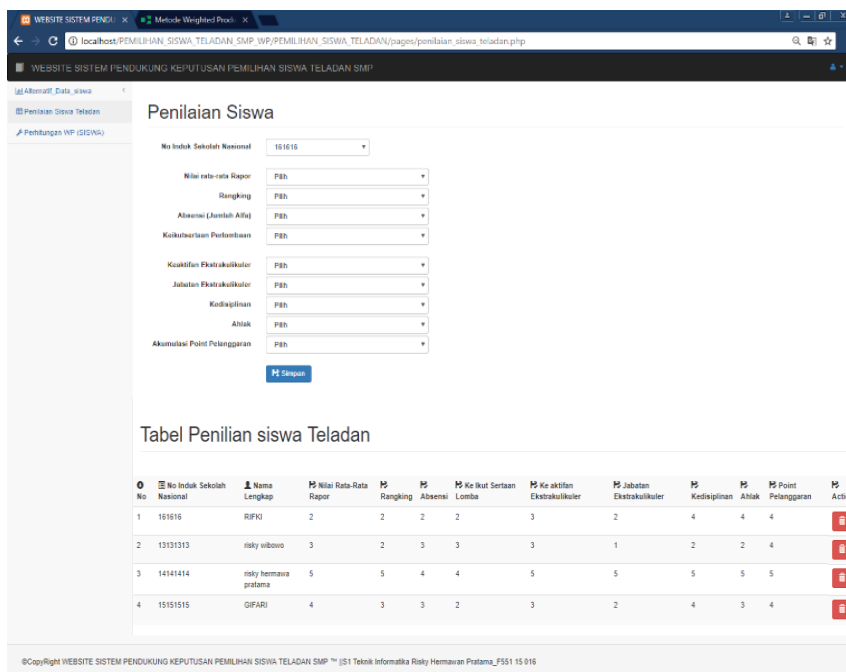 WEBSITE SISTEM PENDU
Metode Weighted Produ
localhost/PEMILIHAN_SISWA_TELADAN_SMP_WP/PEMILIHAN_SISWA_TELADAN/pages/penilaian_siswa_teladan.php
WEBSITE SISTEM PENDUKUNG KEPUTUSAN PEMILIHAN SISWA TELADAN SMP
Alternatif_Data_siswa
Penilaian Siswa Teladan
Perhitungan WP (SISWA)
Penilaian Siswa
No Induk Sekolah Nasional 161616
Nilai rata-rata Rapor Pilih
Rangking Pilih
Absensi (Jumlah Alfa) Pilih
Keikutsertaan Perlombaan Pilih
Keaktifan Ekstrakulikuler Pilih
Jabatan Ekstrakulikuler Pilih
Kedisiplinan Pilih
Ahlak Pilih
Akumulasi Point Pelanggaran Pilih
Simpan
Tabel Penilian siswa Teladan
No No Induk Sekolah Nasional Nama Lengkap Nilai Rata-Rata Rapor Rangking Absensi Ke Ikut Sertaan Lomba Ke aktifan Ekstrakulikuler Jabatan Ekstrakulikuler Kedisiplinan Ahlak Point Pelanggaran Acti
1 161616 RIFKI 2 2 2 2 3 2 4 4 4
2 13131313 risky wibowo 3 2 3 3 3 1 2 2 4
3 14141414 risky hermawa pratama 5 5 4 4 5 5 5 5 5
4 15151515 GIFARI 4 3 3 2 3 2 4 3 4
©CopyRight WEBSITE SISTEM PENDUKUNG KEPUTUSAN PEMILIHAN SISWA TELADAN SMP ™ ||S1 Teknik Informatika Risky Hermawan Pratama_F551 15 016